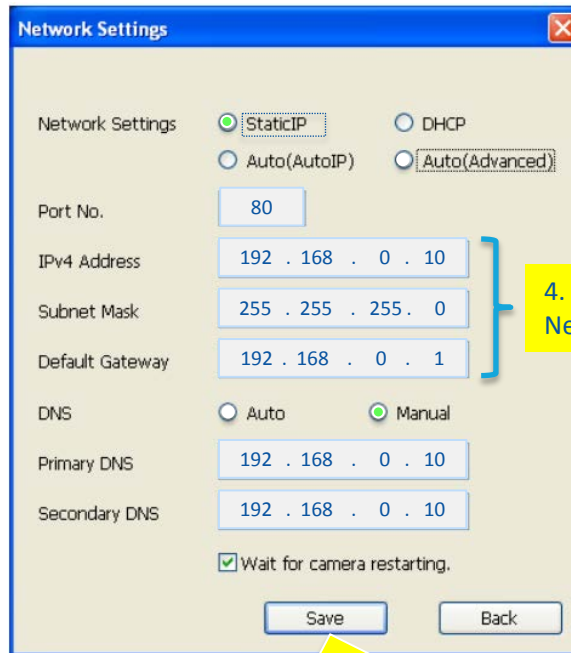 Network Settings
Network Settings StaticIP DHCP
Auto(AutoIP) Auto(Advanced)
Port No. 80
IPv4 Address 192 . 168 . 0 . 10
4.
Subnet Mask 255 . 255 . 255. 0
Default Gateway 192 . 168 . 0 . 1
DNS Auto Manual
Primary DNS 192 . 168 . 0 . 10
Secondary DNS 192 . 168 . 0 . 10
Wait for camera restarting.
Save Back